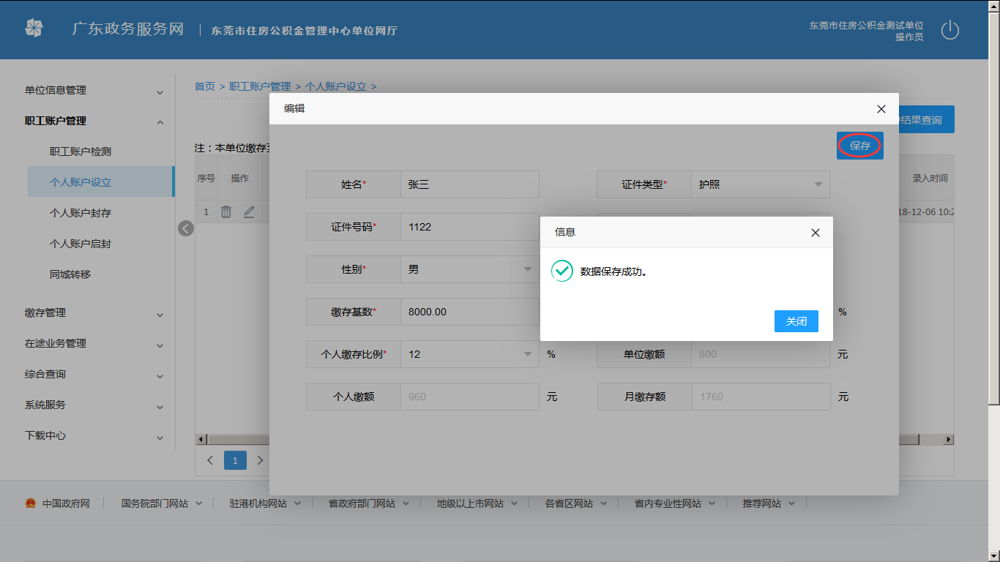 广东政务服务网 | 东莞市住房公积金管理中心单位网厅
东莞市住房公积金测试单位
操作员
单位信息管理
职工账户管理
职工账户检测
个人账户设立
个人账户封存
个人账户启封
同城转移
缴存管理
在途业务管理
综合查询
系统服务
下载中心
首页 > 职工账户管理 > 个人账户设立 >
结果查询
注：本单位缴存至
序号 操作 录入时间
1 18-12-06 10:2
编辑
保存
姓名* 张三 证件类型* 护照
证件号码* 1122
性别* 男
缴存基数* 8000.00 %
个人缴存比例* 12 % 单位缴额 800 元
个人缴额 960 元 月缴存额 1760 元
信息
数据保存成功。
关闭
1
中国政府网 国务院部门网站 驻港机构网站 省政府部门网站 地级以上市网站 各省区网站 省内专业性网站 推荐网站